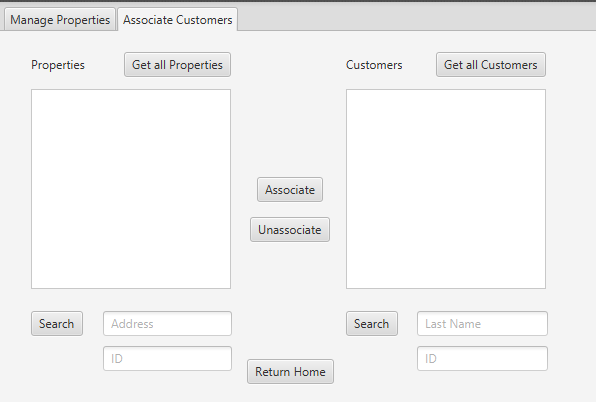 Manage Properties Associate Customers
Properties Get all Properties Customers Get all Customers
Associate
Unassociate
Search Address Search Last Name
ID ID
Return Home